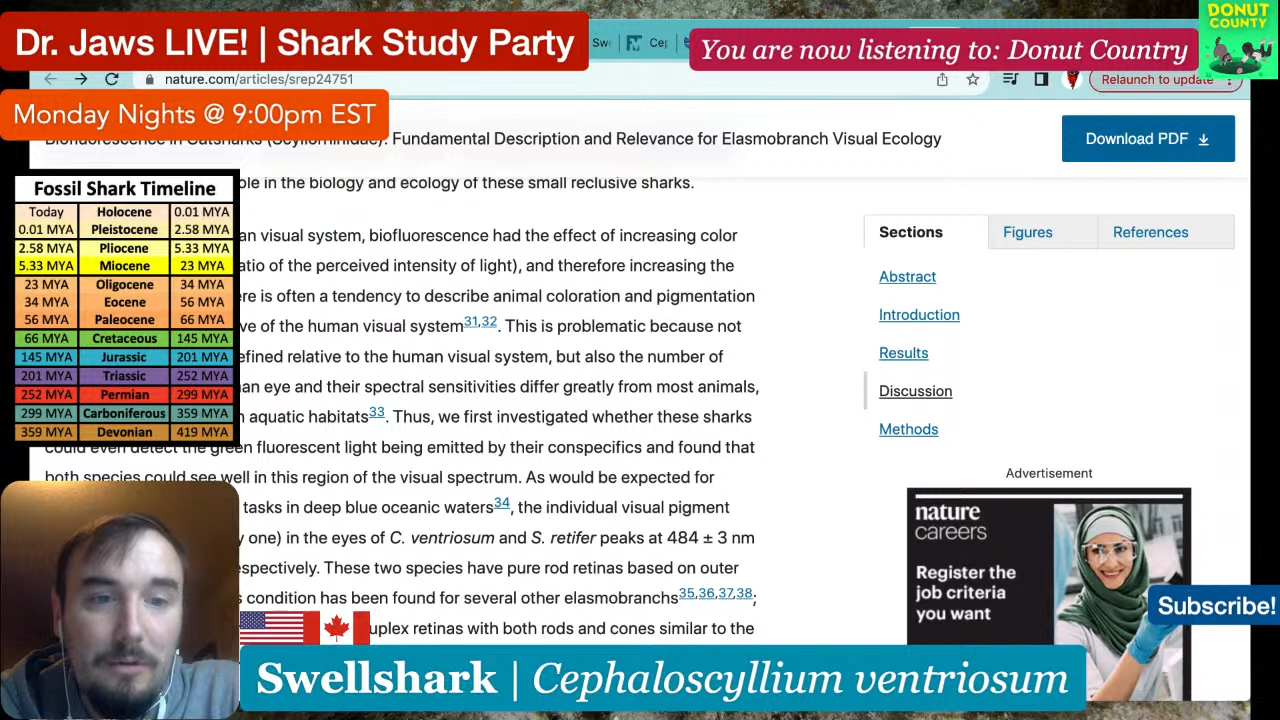 Dr. Jaws LIVE! | Shark Study Party
You are now listening to: Donut Country
DONUT
COUNTY
nature.com/articles/srep24751
Relaunch to update
Monday Nights @ 9:00pm EST
Fundamental Description and Relevance for Elasmobranch Visual Ecology
Download PDF
Fossil Shark Timeline
Today Holocene 0.01 MYA
0.01 MYA Pleistocene 2.58 MYA
2.58 MYA Pliocene 5.33 MYA
5.33 MYA Miocene 23 MYA
23 MYA Oligocene 34 MYA
34 MYA Eocene 56 MYA
56 MYA Paleocene 66 MYA
66 MYA Cretaceous 145 MYA
145 MYA Jurassic 201 MYA
201 MYA Triassic 252 MYA
252 MYA Permian 299 MYA
299 MYA Carboniferous 359 MYA
359 MYA Devonian 419 MYA
in the biology and ecology of these small reclusive sharks.
visual system, biofluorescence had the effect of increasing color
of the perceived intensity of light), and therefore increasing the
is often a tendency to describe animal coloration and pigmentation
of the human visual system31,32. This is problematic because not
relative to the human visual system, but also the number of
eye and their spectral sensitivities differ greatly from most animals,
aquatic habitats33. Thus, we first investigated whether these sharks
could even detect the green fluorescent light being emitted by their conspecifics and found that
both species could see well in this region of the visual spectrum. As would be expected for
tasks in deep blue oceanic waters34, the individual visual pigment
one) in the eyes of C. ventriosum and S. retifer peaks at 484 ± 3 nm
These two species have pure rod retinas based on outer
condition has been found for several other elasmobranchs35,36,37,38;
retinas with both rods and cones similar to the
Sections Figures References
Abstract
Introduction
Results
Discussion
Methods
Advertisement
nature
careers
Register the
job criteria
you want
Subscribe!
Swellshark | Cephaloscyllium ventriosum